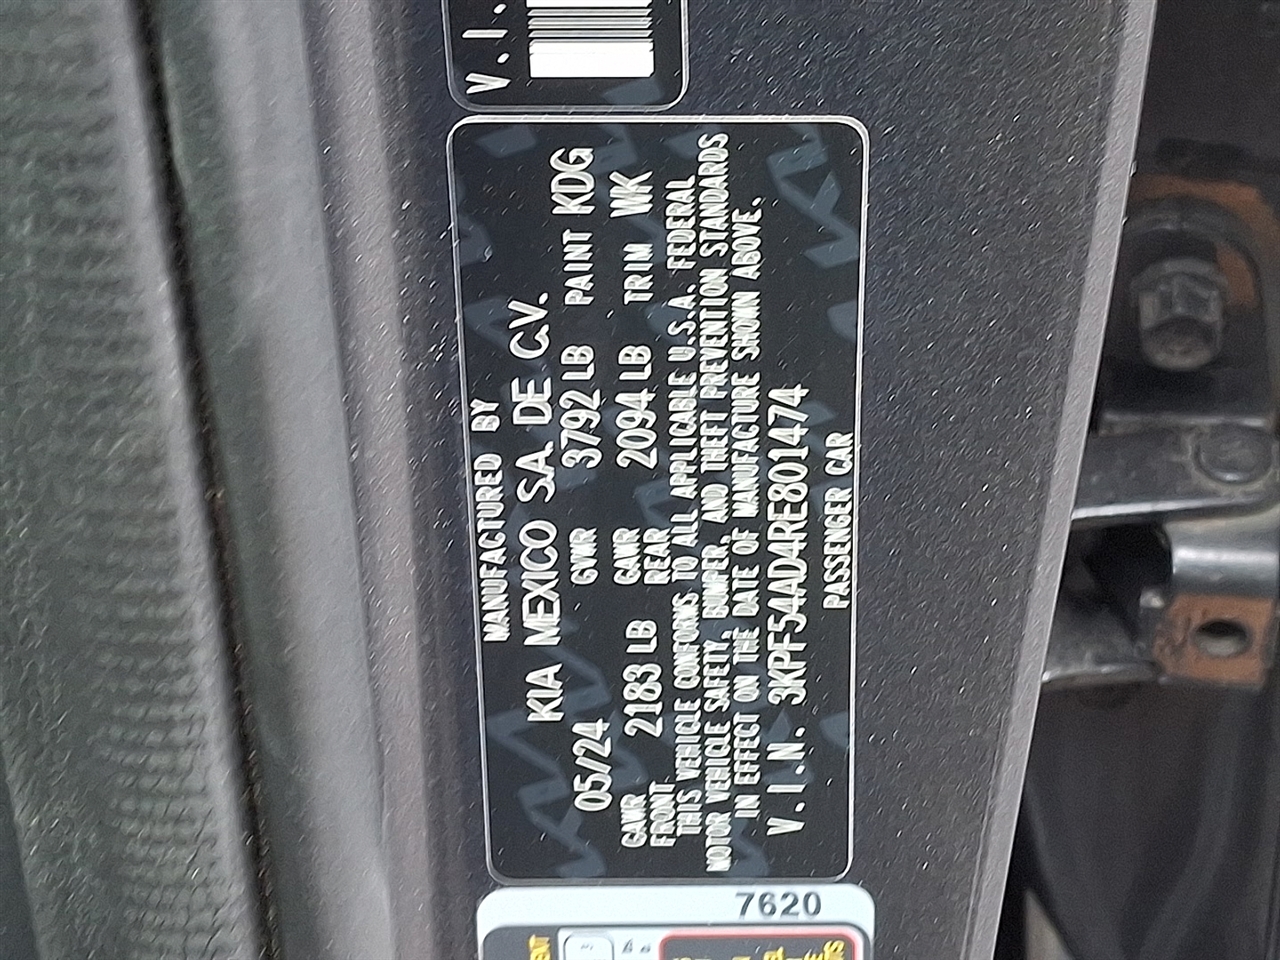 V.I.
MANUFACTURED BY
KIA MEXICO S.A. DE C.V.
05/24 GVWR 3792 LB PAINT KDG
GAWR FRONT 2183 LB GAWR REAR 2094 LB TRIM WK
THIS VEHICLE CONFORMS TO ALL APPLICABLE U.S.A. FEDERAL
MOTOR VEHICLE SAFETY, BUMPER, AND THEFT PREVENTION STANDARDS
IN EFFECT ON THE DATE OF MANUFACTURE SHOWN ABOVE.
V.I.N. 3KPF54AD4RE801474
PASSENGER CAR
7620